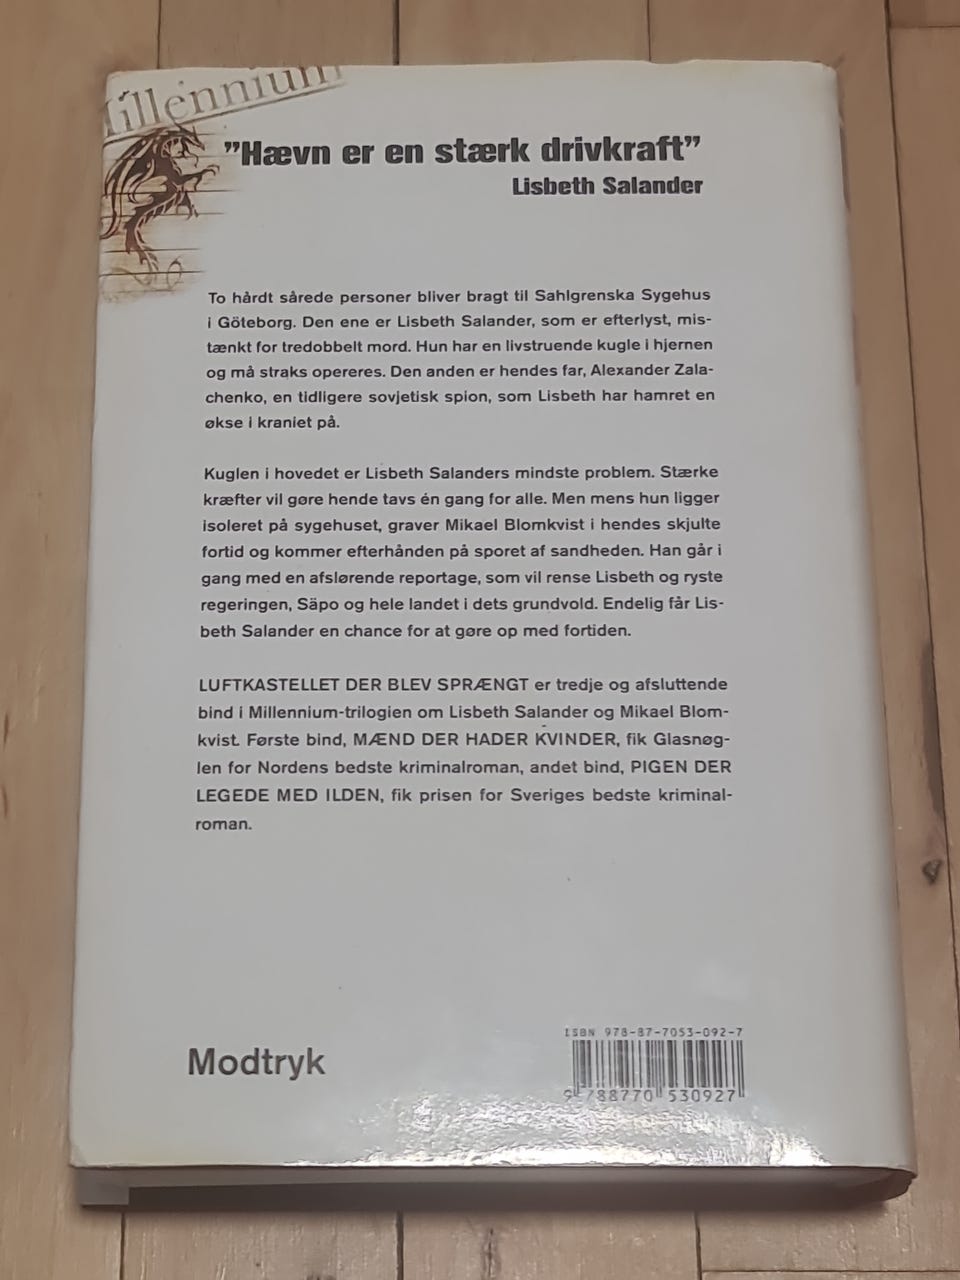 Millennium
"Hævn er en stærk drivkraft"
Lisbeth Salander
To hårdt sårede personer bliver bragt til Sahlgrenska Sygehus
i Göteborg. Den ene er Lisbeth Salander, som er efterlyst, mis-
tænkt for tredobbelt mord. Hun har en livstruende kugle i hjernen
og må straks opereres. Den anden er hendes far, Alexander Zala-
chenko, en tidligere sovjetisk spion, som Lisbeth har hamret en
økse i kraniet på.
Kuglen i hovedet er Lisbeth Salanders mindste problem. Stærke
kræfter vil gøre hende tavs én gang for alle. Men mens hun ligger
isoleret på sygehuset, graver Mikael Blomkvist i hendes skjulte
fortid og kommer efterhånden på sporet af sandheden. Han går i
gang med en afslørende reportage, som vil rense Lisbeth og ryste
regeringen, Säpo og hele landet i dets grundvold. Endelig får Lis-
beth Salander en chance for at gøre op med fortiden.
LUFTKASTELLET DER BLEV SPRÆNGT er tredje og afsluttende
bind i Millennium-trilogien om Lisbeth Salander og Mikael Blom-
kvist. Første bind, MÆND DER HADER KVINDER, fik Glasnøg-
len for Nordens bedste kriminalroman, andet bind, PIGEN DER
LEGEDE MED ILDEN, fik prisen for Sveriges bedste kriminal-
roman.
ISBN 978-87-7053-092-7
Modtryk
9 788770 530927